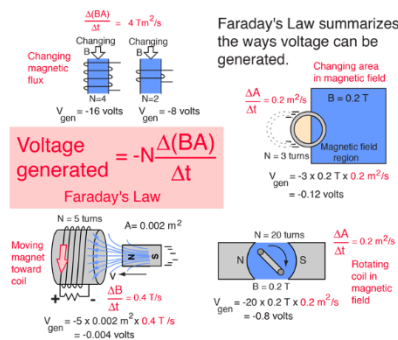 Δ(BA)
Δt
= 4 Tm²/s
Changing
B
Changing
B
Changing
magnetic
flux
N=4
N=2
V gen = -16 volts
V gen = -8 volts
Faraday's Law summarizes
the ways voltage can be
generated.
Changing area
in magnetic field
ΔA
Δt
= 0.2 m²/s
B = 0.2 T
N = 3 turns
Magnetic field
region
V gen = -3 x 0.2 T x 0.2 m²/s
= -0.12 volts
Voltage
generated
= -N Δ(BA)
Δt
Faraday's Law
N = 5 turns
A= 0.002 m²
Moving
magnet
toward
coil
N
S
V
+
-
ΔB
Δt
= 0.4 T/s
V gen = -5 x 0.002 m² x 0.4 T /s
= -0.004 volts
N = 20 turns
ΔA
Δt
= 0.2 m²/s
N
S
B = 0.2 T
Rotating
coil in
magnetic
field
V gen = -20 x 0.2 T x 0.2 m²/s
= -0.8 volts